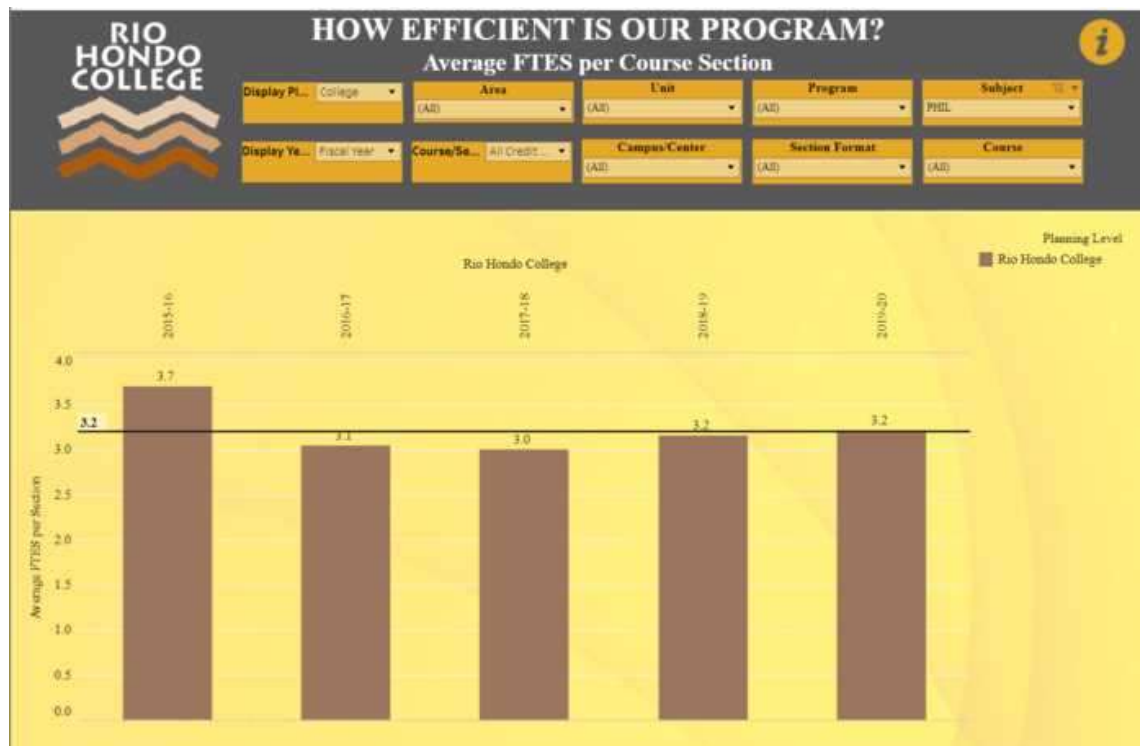 RIO
HONDO
COLLEGE
HOW EFFICIENT IS OUR PROGRAM?
Average FTES per Course Section
i
Display Pl... College
Area
(All)
Unit
(All)
Program
(All)
Subject
PHIL
Display Ye... Fiscal Year
Course/Se... All Credit ...
Campus/Center
(All)
Section Format
(All)
Course
(All)
Planning Level
Rio Hondo College
Rio Hondo College
2015-16
2016-17
2017-18
2018-19
2019-20
Average FTES per Section
4.0
3.5
3.2
3.0
2.5
2.0
1.5
1.0
0.5
0.0
3.7
3.1
3.0
3.2
3.2